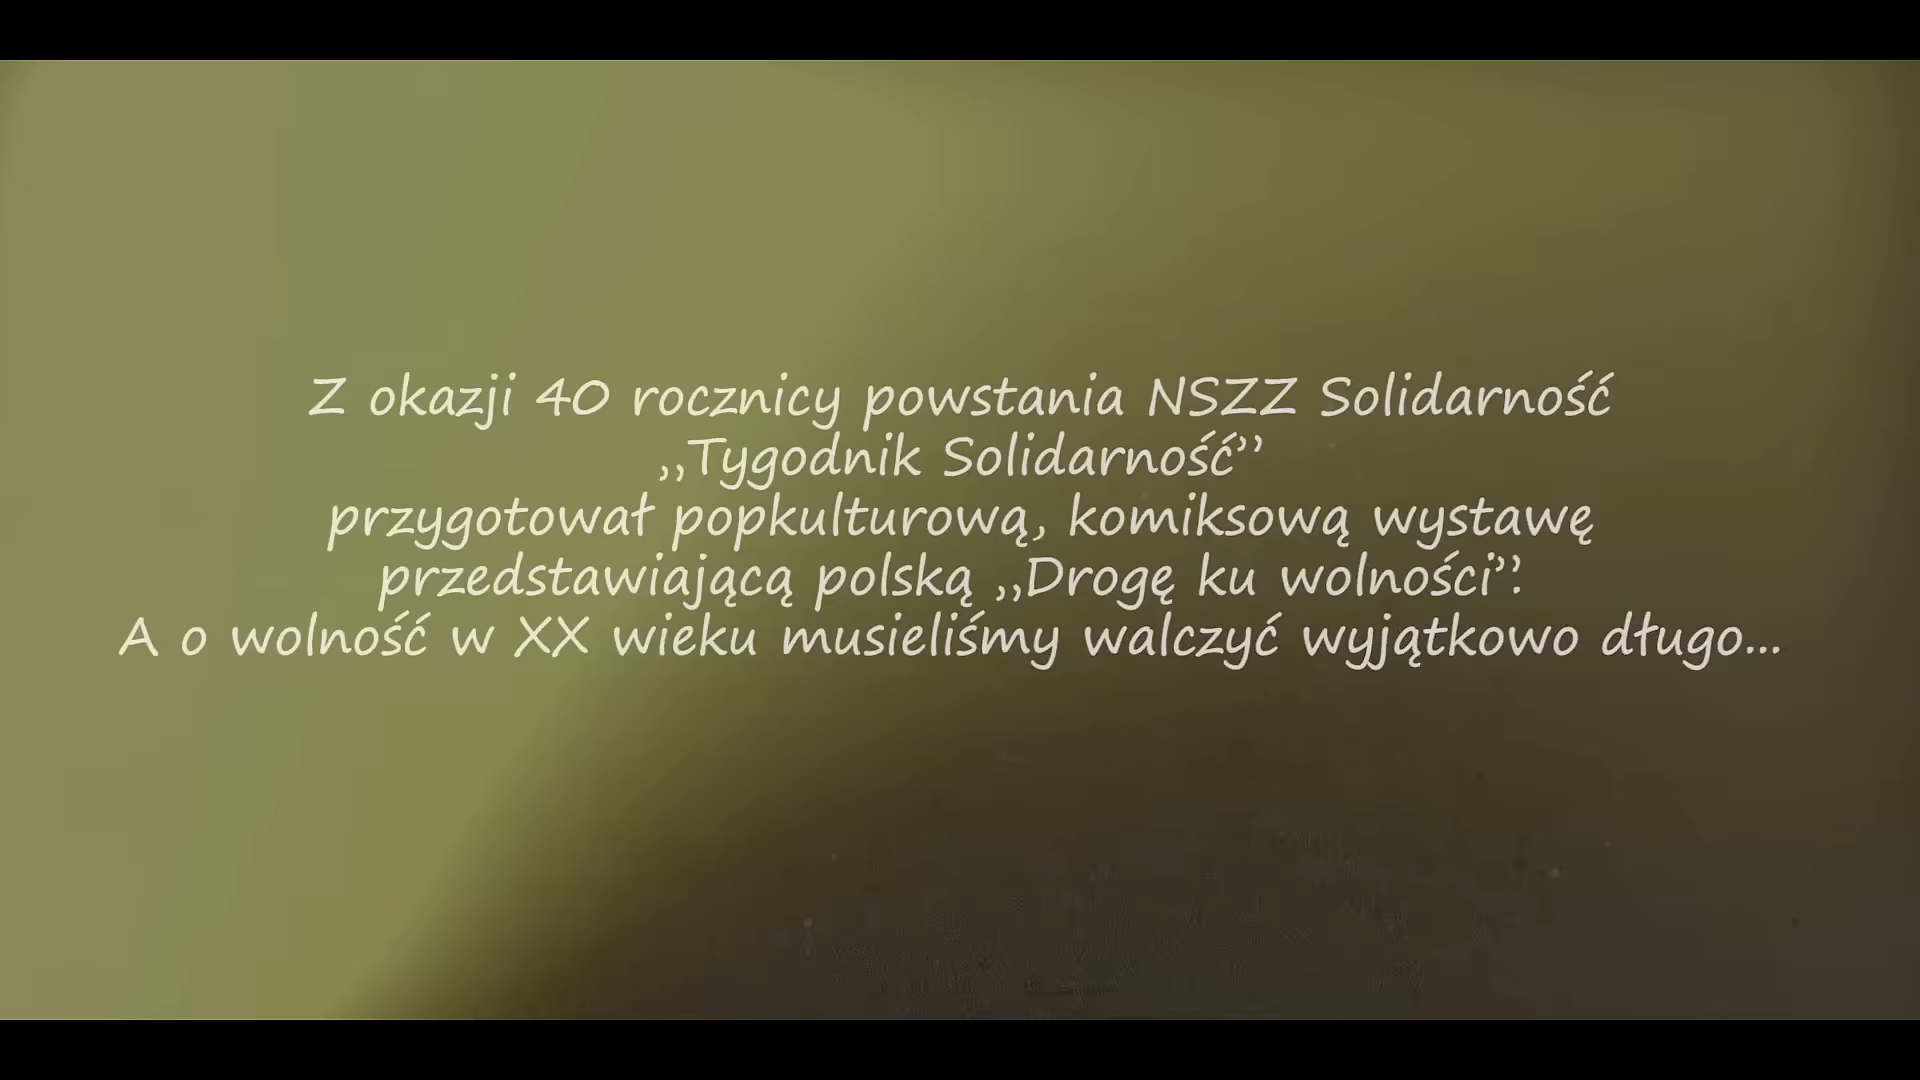 Z okazji 40 rocznicy powstania NSZZ Solidarność
,,Tygodnik Solidarność’’
przygotował popkulturową, komiksową wystawę
przedstawiającą polską ,,Drogę ku wolności’’.
A o wolność w XX wieku musieliśmy walczyć wyjątkowo długo...